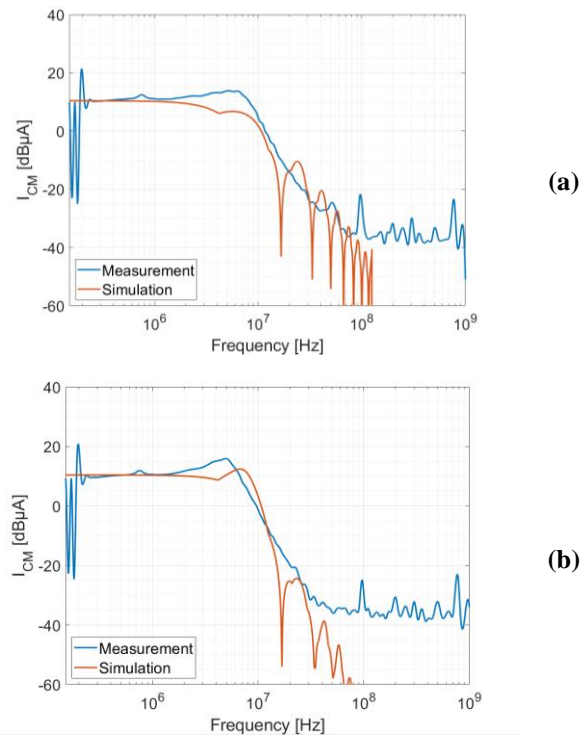 40
20
0
-20
-40
-60
I_CM [dBµA]
Measurement
Simulation
10^6 10^7 10^8 10^9
Frequency [Hz]
(a)
40
20
0
-20
-40
-60
I_CM [dBµA]
Measurement
Simulation
10^6 10^7 10^8 10^9
Frequency [Hz]
(b)